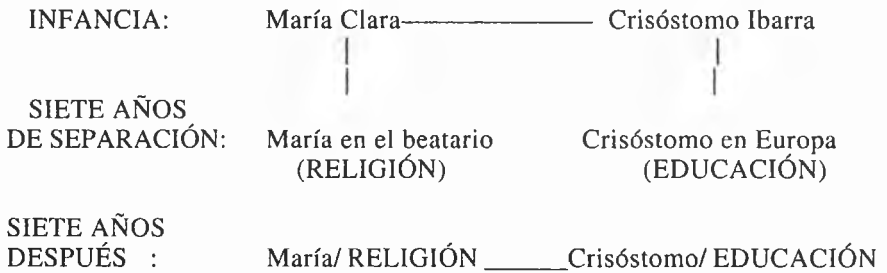 INFANCIA: María Clara———————— Crisóstomo Ibarra
SIETE AÑOS
DE SEPARACIÓN: María en el beatario Crisóstomo en Europa
(RELIGIÓN) (EDUCACIÓN)
SIETE AÑOS
DESPUÉS : María/ RELIGIÓN ______Crisóstomo/ EDUCACIÓN